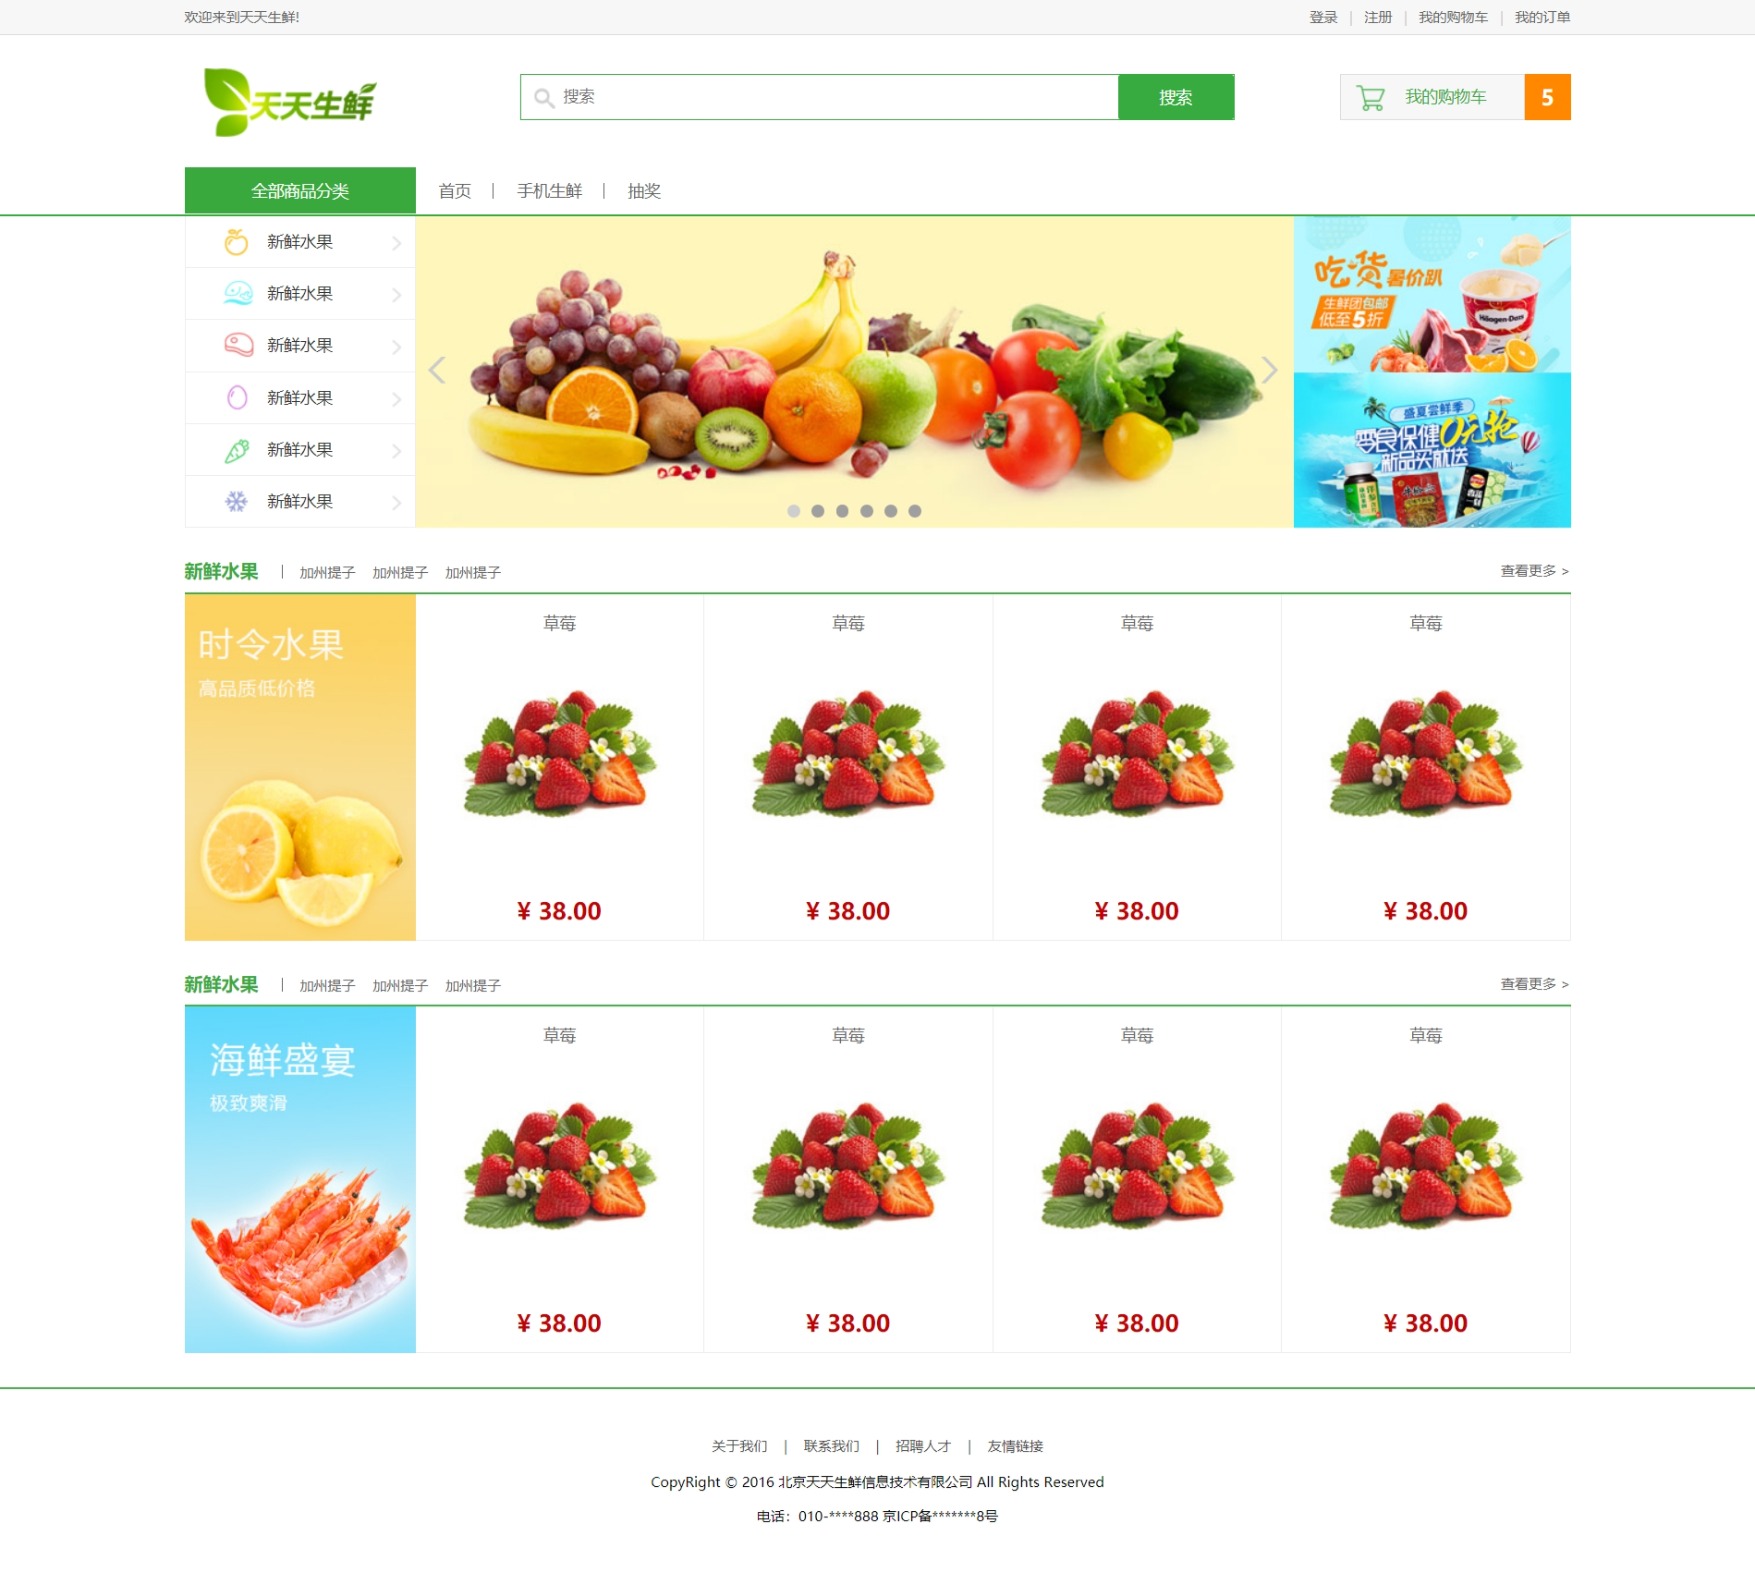 欢迎来到天天生鲜!
登录 | 注册 | 我的购物车 | 我的订单
天天生鲜
搜索
搜索
我的购物车
5
全部商品分类
首页 | 手机生鲜 | 抽奖
新鲜水果
新鲜水果
新鲜水果
新鲜水果
新鲜水果
新鲜水果
吃货暑价趴
生鲜团包邮
低至5折
Häagen-Dazs
盛夏尝鲜季
零食保健0元抢
新品买就送
新鲜水果 | 加州提子 加州提子 加州提子
查看更多 >
时令水果
高品质低价格
草莓 草莓 草莓 草莓
¥ 38.00 ¥ 38.00 ¥ 38.00 ¥ 38.00
新鲜水果 | 加州提子 加州提子 加州提子
查看更多 >
海鲜盛宴
极致爽滑
草莓 草莓 草莓 草莓
¥ 38.00 ¥ 38.00 ¥ 38.00 ¥ 38.00
关于我们 | 联系我们 | 招聘人才 | 友情链接
CopyRight © 2016 北京天天生鲜信息技术有限公司 All Rights Reserved
电话：010-****888 京ICP备*******8号